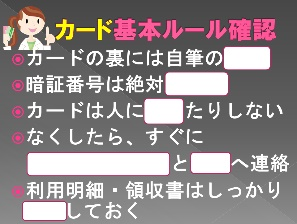 カード基本ルール確認
カードの裏には自筆の
暗証番号は絶対
カードは人に たりしない
なくしたら、すぐに
と へ連絡
利用明細・領収書はしっかり
しておく